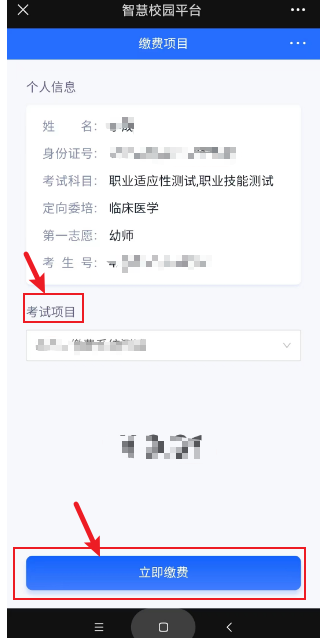 智慧校园平台
缴费项目
个人信息
姓 名:
身份证号:
考试科目: 职业适应性测试,职业技能测试
定向委培: 临床医学
第一志愿: 幼师
考 生 号:
考试项目
立即缴费